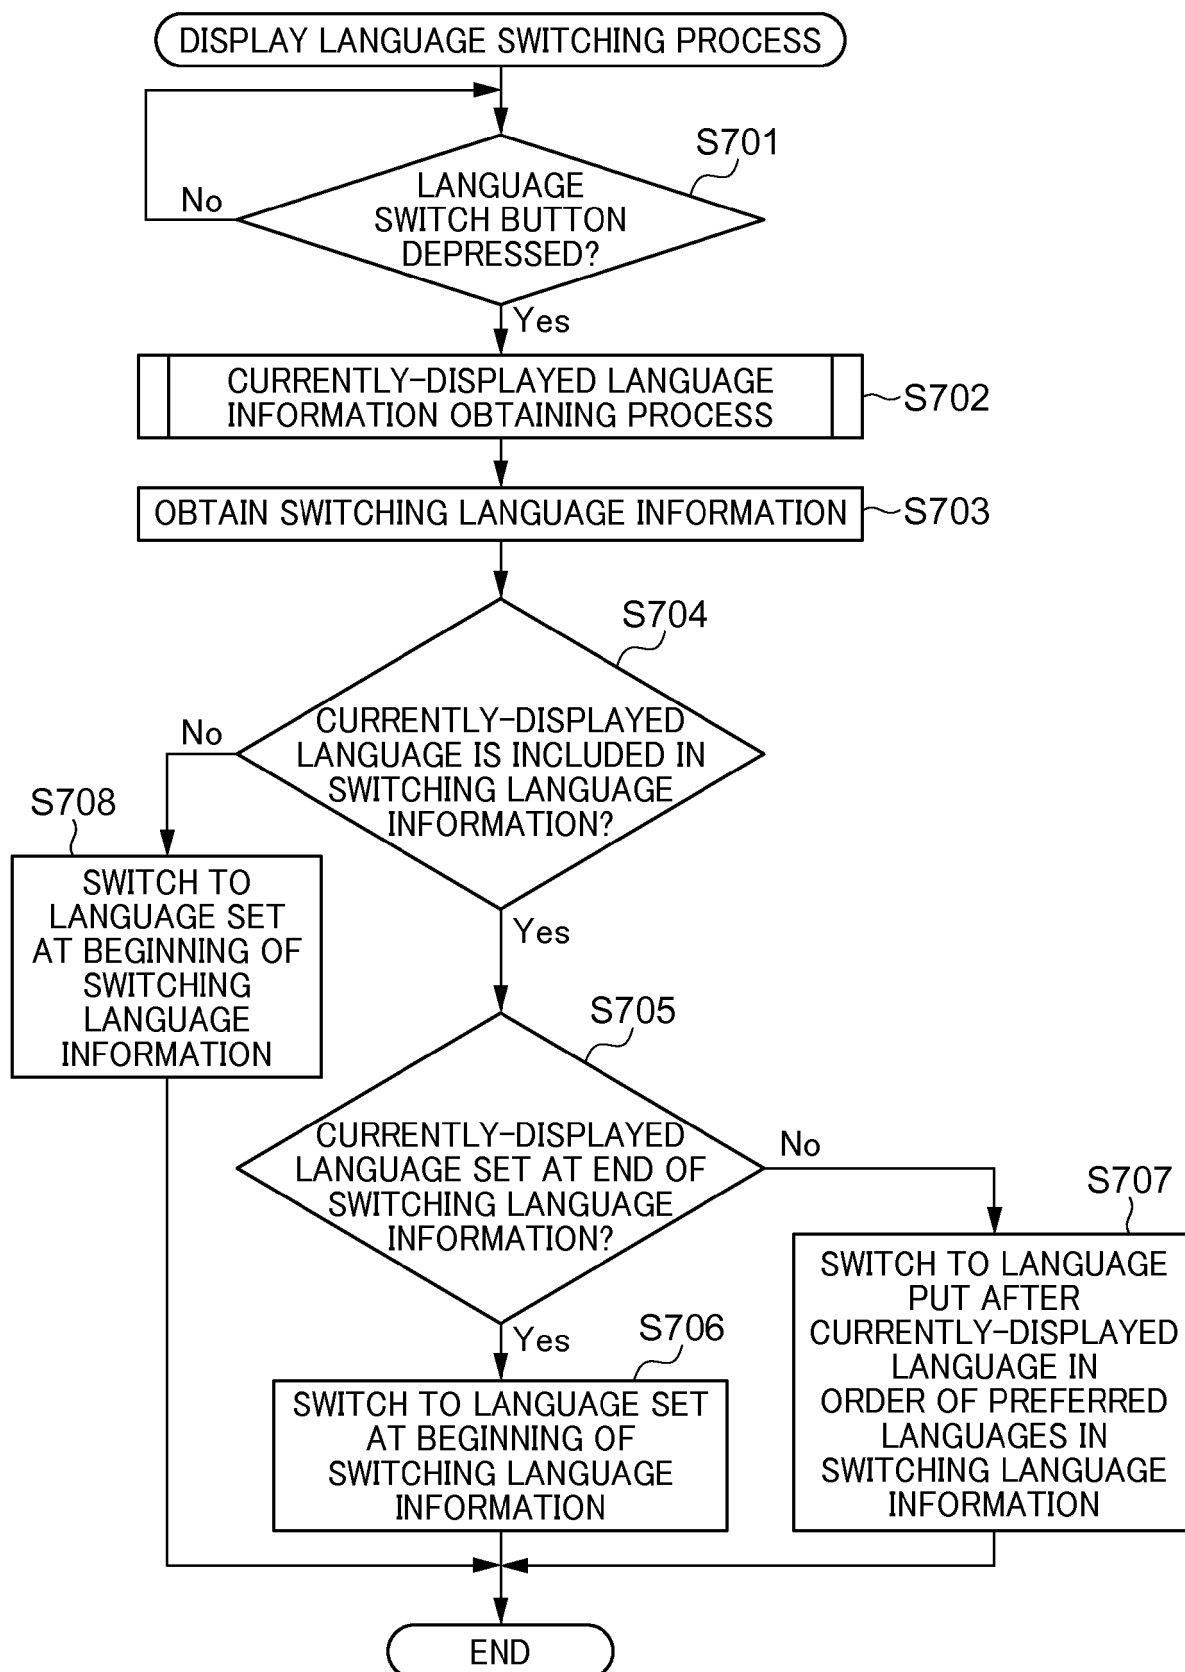 DISPLAY LANGUAGE SWITCHING PROCESS
S701
LANGUAGE
SWITCH BUTTON
DEPRESSED?
No
Yes
CURRENTLY-DISPLAYED LANGUAGE
INFORMATION OBTAINING PROCESS
S702
OBTAIN SWITCHING LANGUAGE INFORMATION
S703
S704
CURRENTLY-DISPLAYED
LANGUAGE IS INCLUDED IN
SWITCHING LANGUAGE
INFORMATION?
No
Yes
S708
SWITCH TO
LANGUAGE SET
AT BEGINNING OF
SWITCHING
LANGUAGE
INFORMATION
S705
CURRENTLY-DISPLAYED
LANGUAGE SET AT END OF
SWITCHING LANGUAGE
INFORMATION?
No
Yes
S707
SWITCH TO LANGUAGE
PUT AFTER
CURRENTLY-DISPLAYED
LANGUAGE IN
ORDER OF PREFERRED
LANGUAGES IN
SWITCHING LANGUAGE
INFORMATION
S706
SWITCH TO LANGUAGE SET
AT BEGINNING OF
SWITCHING LANGUAGE
INFORMATION
END